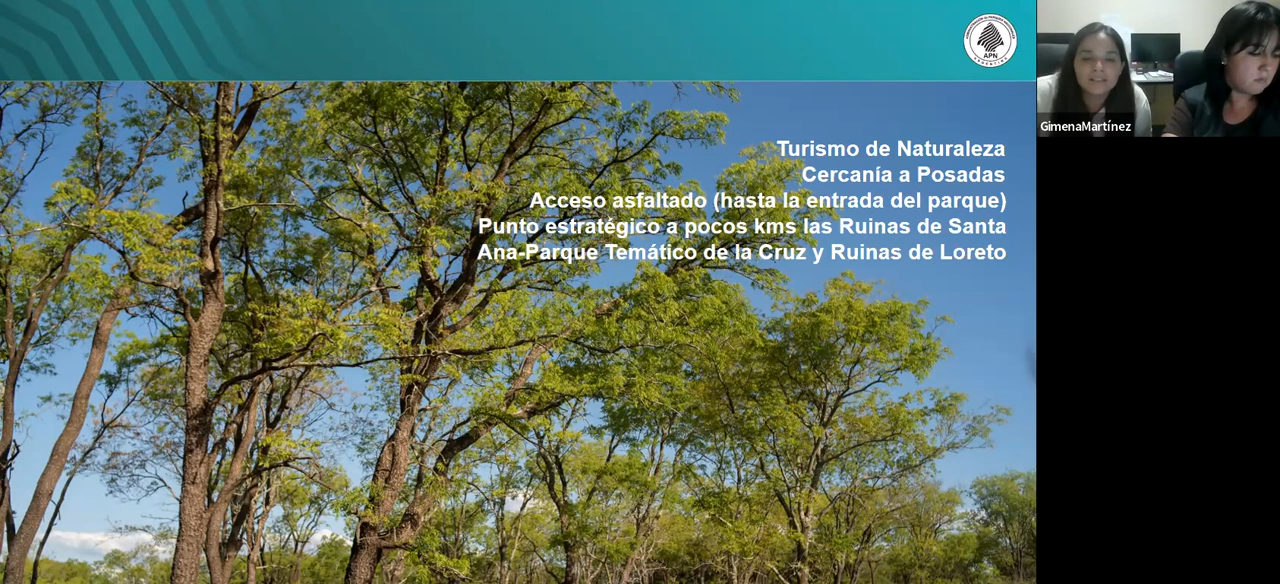 APN
ARGENTINA
GimenaMartínez
Turismo de Naturaleza
Cercanía a Posadas
Acceso asfaltado (hasta la entrada del parque)
Punto estratégico a pocos kms las Ruinas de Santa
Ana-Parque Temático de la Cruz y Ruinas de Loreto